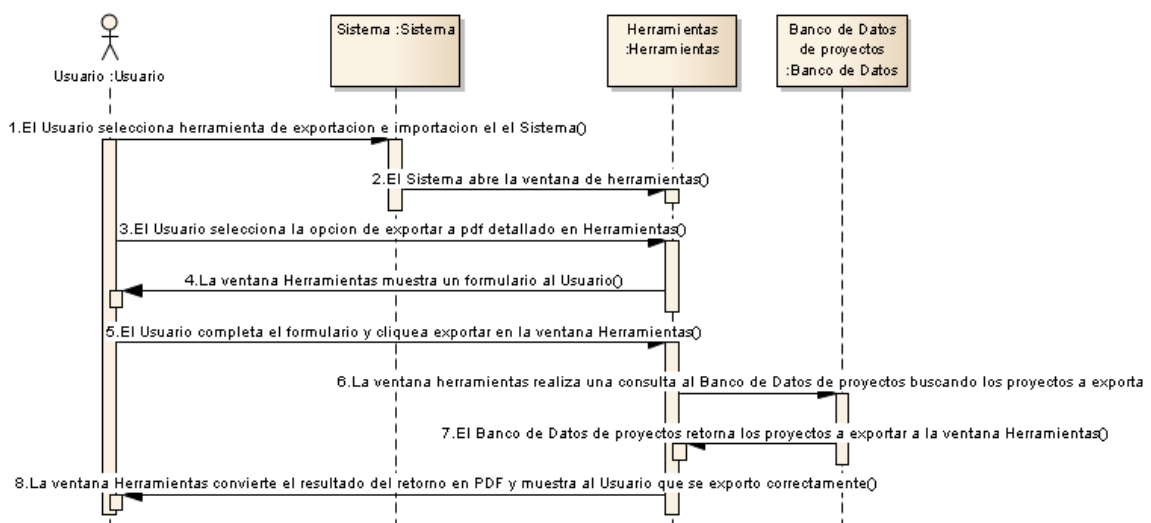 Sistema :Sistema
Herramientas
:Herramientas
Banco de Datos
de proyectos
:Banco de Datos
Usuario :Usuario
1.El Usuario selecciona herramienta de exportacion e importacion el el Sistema()
2.El Sistema abre la ventana de herramientas()
3.El Usuario selecciona la opcion de exportar a pdf detallado en Herramientas()
4.La ventana Herramientas muestra un formulario al Usuario()
5.El Usuario completa el formulario y cliquea exportar en la ventana Herramientas()
6.La ventana herramientas realiza una consulta al Banco de Datos de proyectos buscando los proyectos a exporta
7.El Banco de Datos de proyectos retorna los proyectos a exportar a la ventana Herramientas()
8.La ventana Herramientas convierte el resultado del retorno en PDF y muestra al Usuario que se exporto correctamente()